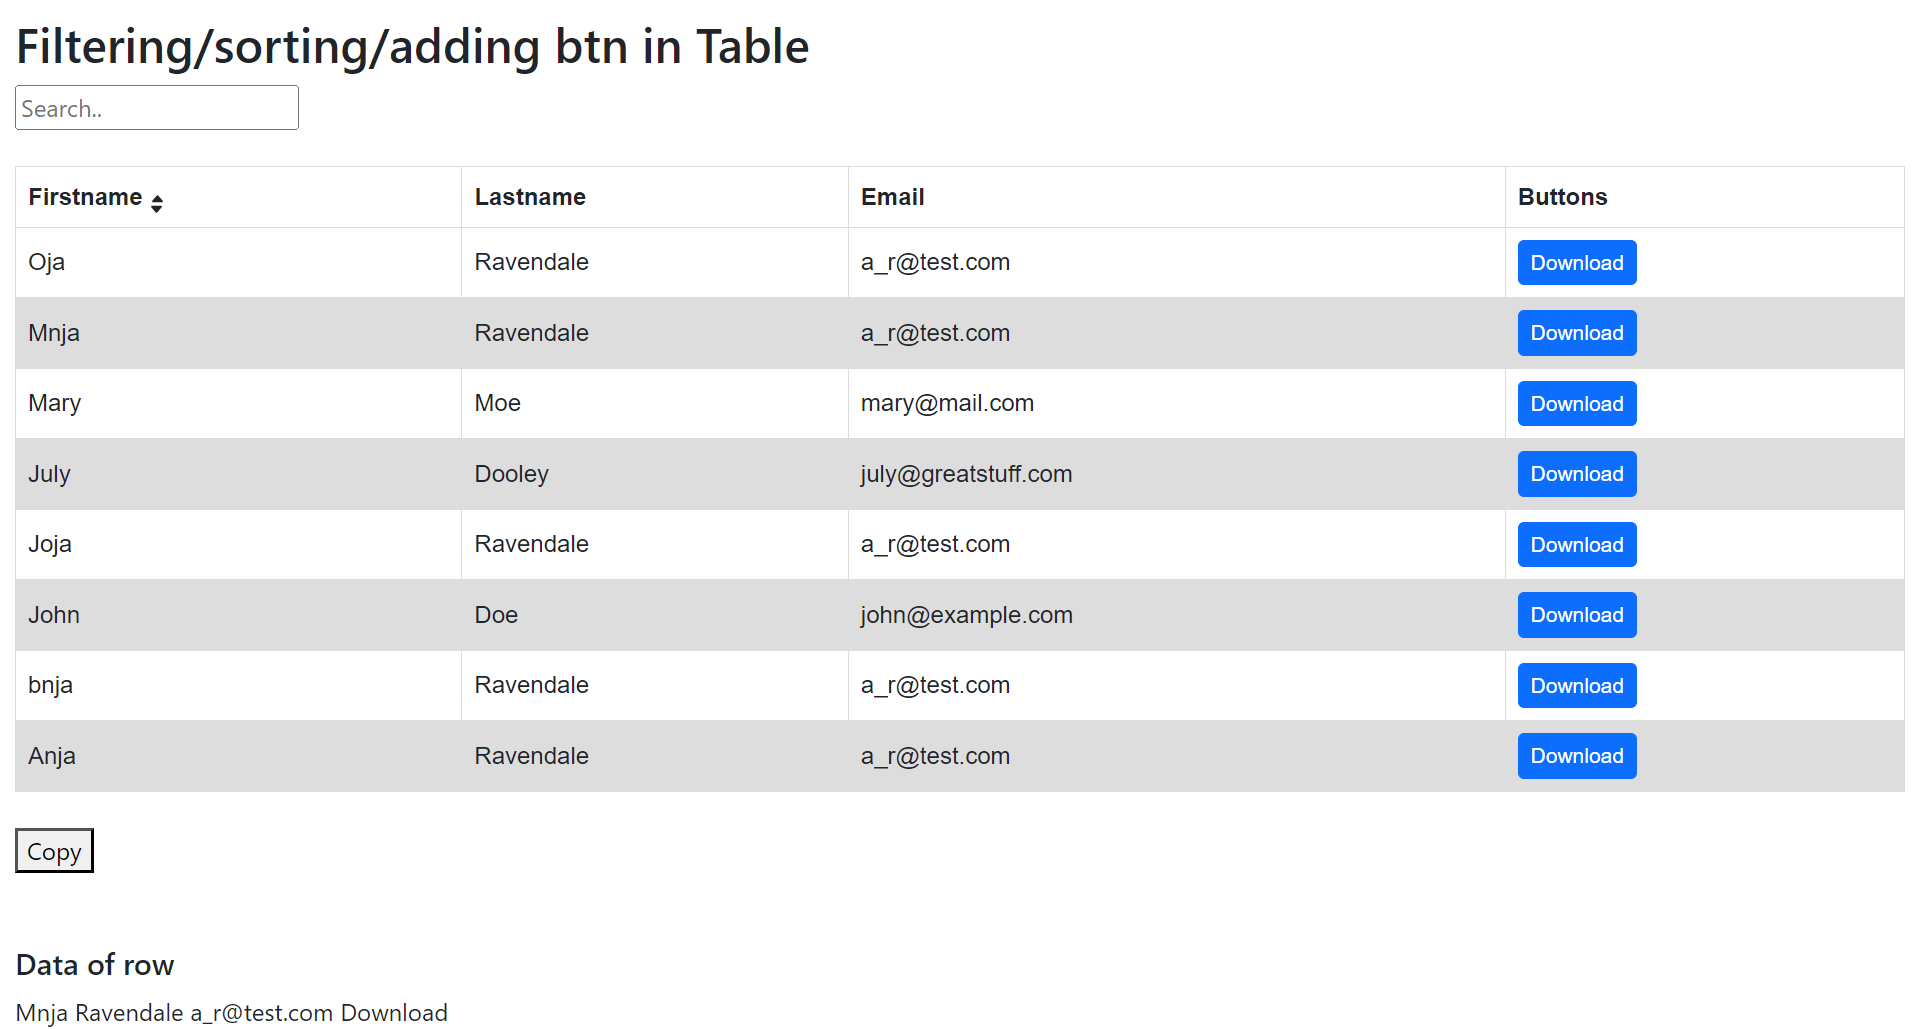 Filtering/sorting/adding btn in Table
Search..
Firstname Lastname Email Buttons
Oja Ravendale a_r@test.com Download
Mnja Ravendale a_r@test.com Download
Mary Moe mary@mail.com Download
July Dooley july@greatstuff.com Download
Joja Ravendale a_r@test.com Download
John Doe john@example.com Download
bnja Ravendale a_r@test.com Download
Anja Ravendale a_r@test.com Download
Copy
Data of row
Mnja Ravendale a_r@test.com Download